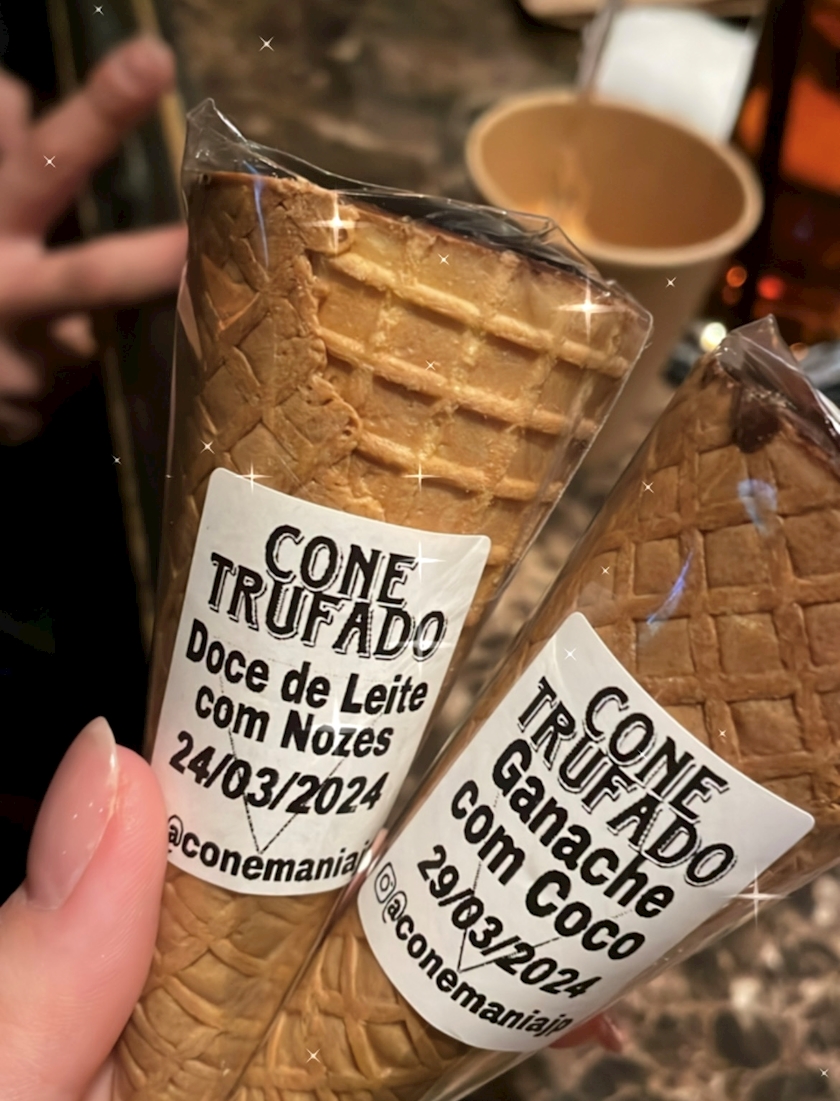 CONE
TRUFADO
Doce de Leite
com Nozes
24/03/2024
@conemaniajp
CONE
TRUFADO
Ganache
com Coco
29/03/2024
@conemaniajp